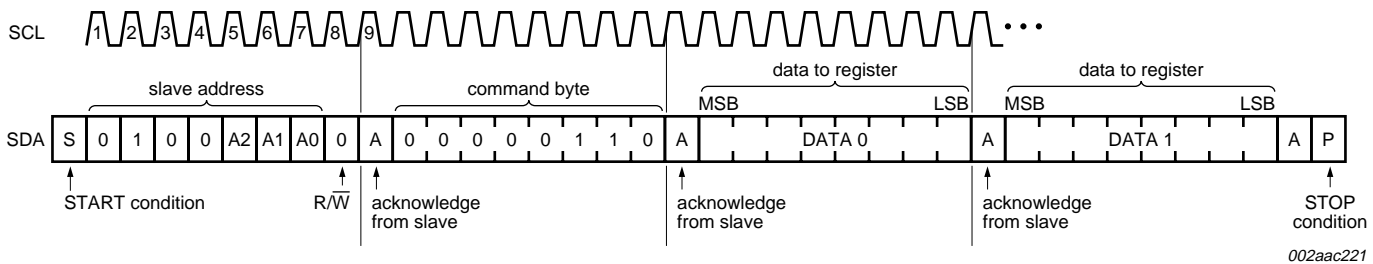 SCL 1 2 3 4 5 6 7 8 9
data to register data to register
slave address command byte
MSB LSB MSB LSB
SDA S 0 1 0 0 A2 A1 A0 0 A 0 0 0 0 0 1 1 0 A DATA 0 A DATA 1 A P
START condition R/W̅ acknowledge from slave acknowledge from slave acknowledge from slave STOP condition
002aac221